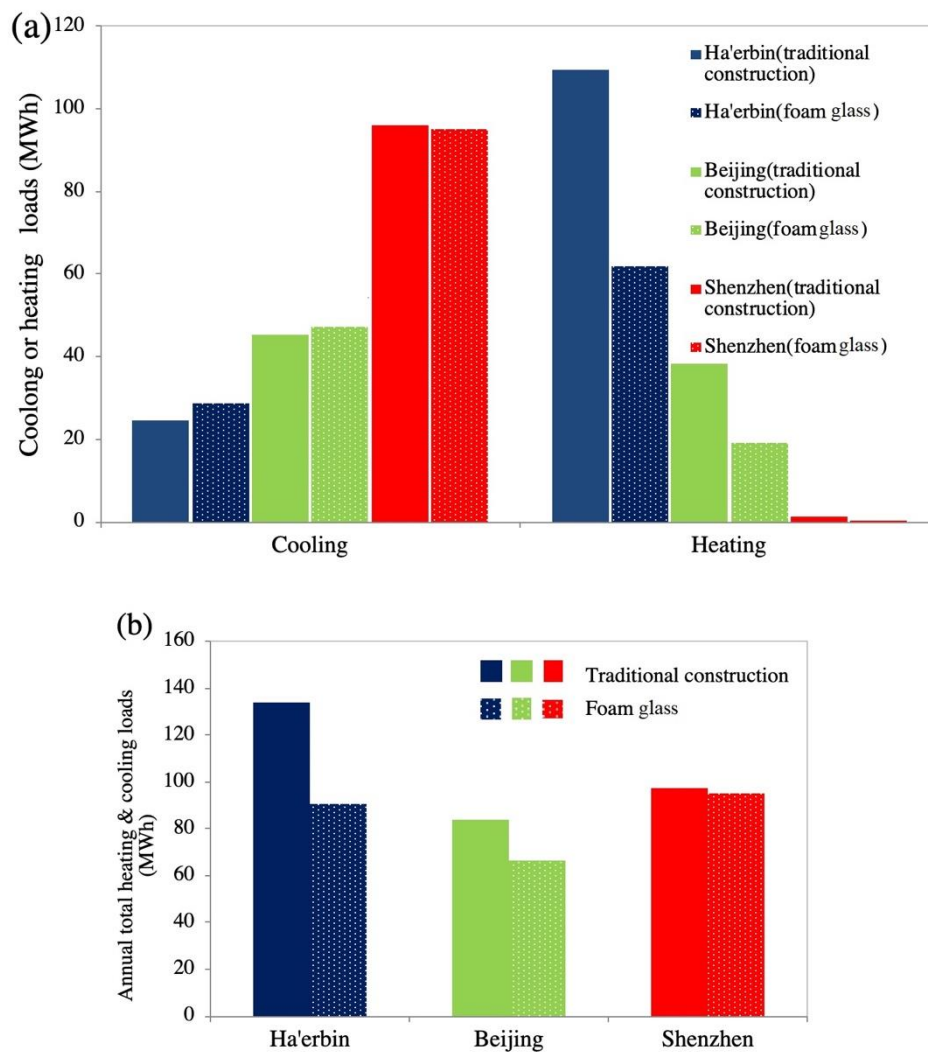 (a)
Coolong or heating loads (MWh)
120
100
80
60
40
20
0
Cooling
Heating
Ha'erbin(traditional
construction)
Ha'erbin(foam glass)
Beijing(traditional
construction)
Beijing(foam glass)
Shenzhen(traditional
construction)
Shenzhen(foam glass)
(b)
Annual total heating & cooling loads
(MWh)
160
140
120
100
80
60
40
20
0
Traditional construction
Foam glass
Ha'erbin
Beijing
Shenzhen